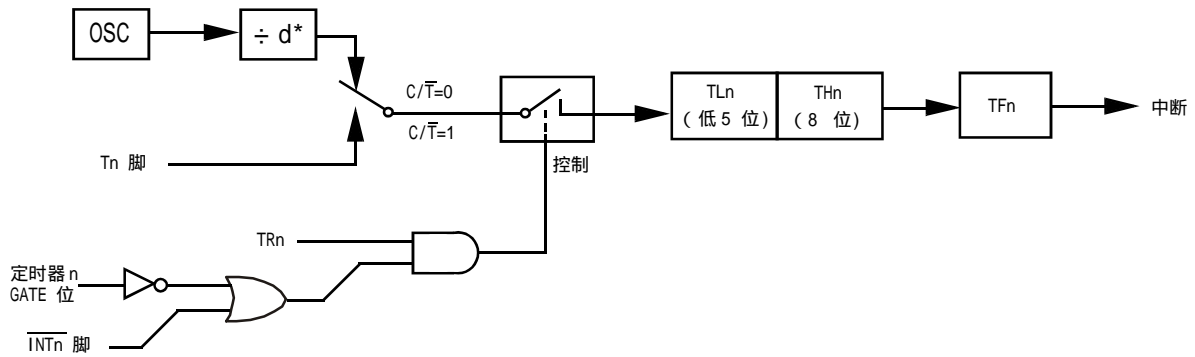 OSC
÷ d*
C/T̅=0
C/T̅=1
Tn 脚
控制
TLn
(低5 位)
THn
(8 位)
TFn
中断
TRn
定时器n
GATE 位
I̅N̅T̅n̅ 脚